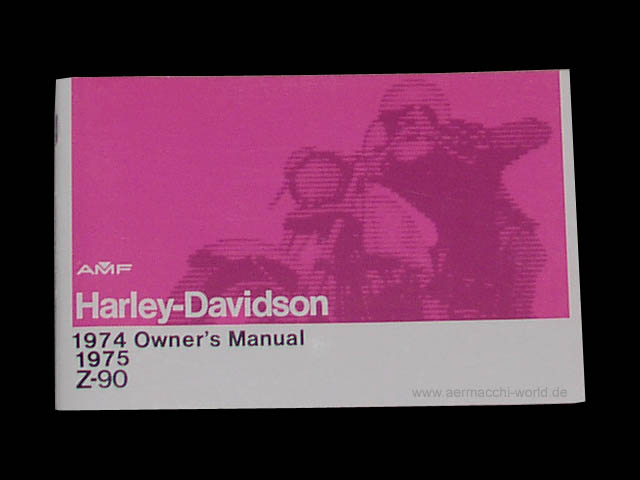 AMF
Harley-Davidson
1974 Owner's Manual
1975
Z-90
www.aermacchi-world.de